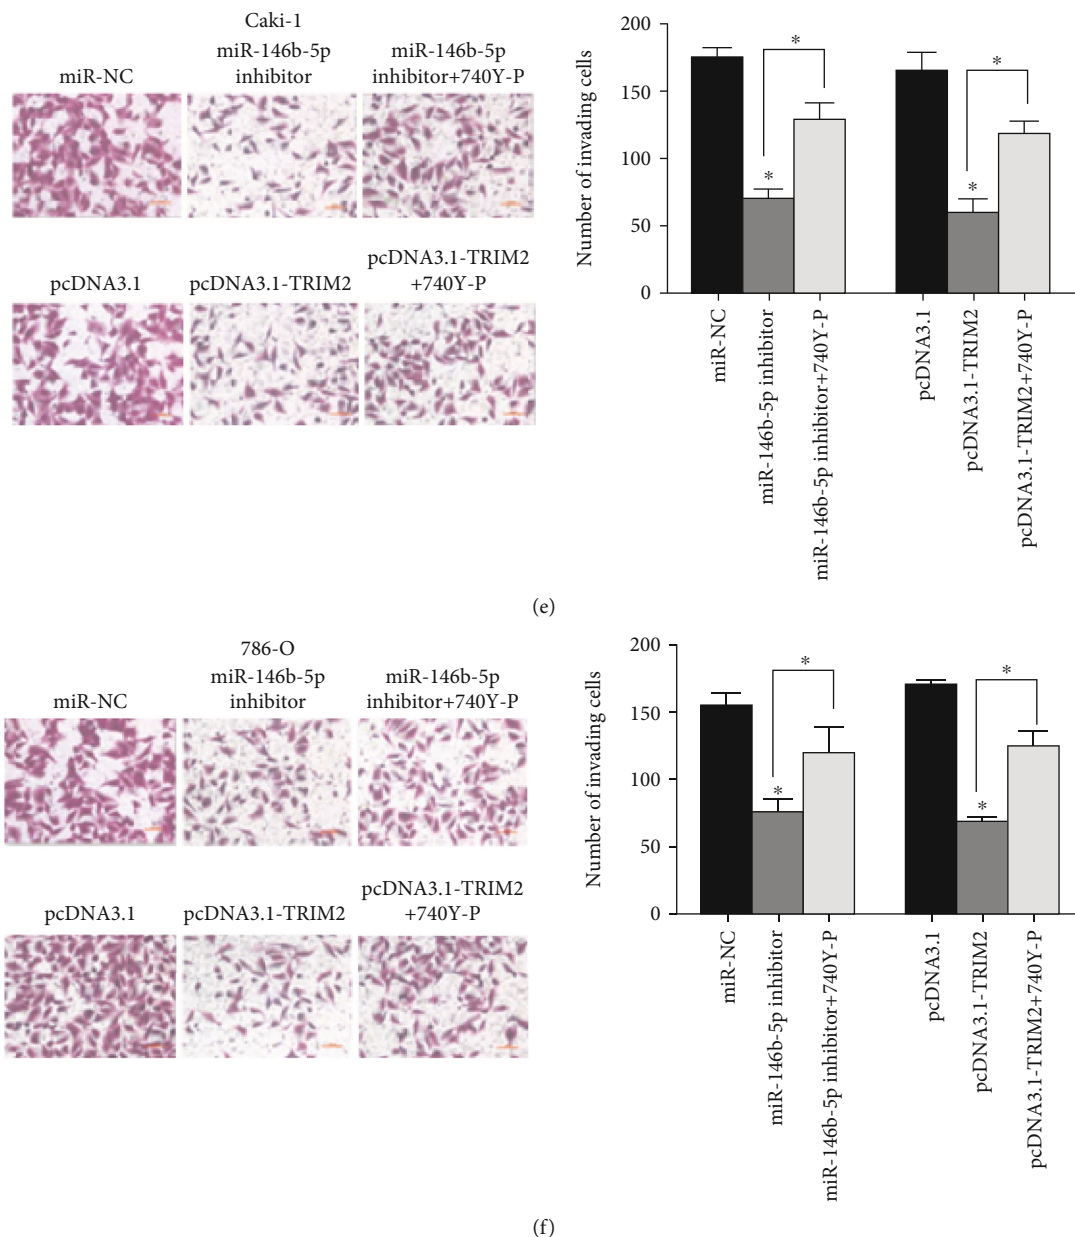 Caki-1
miR-NC
miR-146b-5p
inhibitor
miR-146b-5p
inhibitor+740Y-P
pcDNA3.1
pcDNA3.1-TRIM2
pcDNA3.1-TRIM2
+740Y-P
Number of invading cells
200
150
100
50
0
*
*
*
*
miR-NC
miR-146b-5p inhibitor
miR-146b-5p inhibitor+740Y-P
pcDNA3.1
pcDNA3.1-TRIM2
pcDNA3.1-TRIM2+740Y-P
(e)
786-O
miR-NC
miR-146b-5p
inhibitor
miR-146b-5p
inhibitor+740Y-P
pcDNA3.1
pcDNA3.1-TRIM2
pcDNA3.1-TRIM2
+740Y-P
Number of invading cells
200
150
100
50
0
*
*
*
*
miR-NC
miR-146b-5p inhibitor
miR-146b-5p inhibitor+740Y-P
pcDNA3.1
pcDNA3.1-TRIM2
pcDNA3.1-TRIM2+740Y-P
(f)